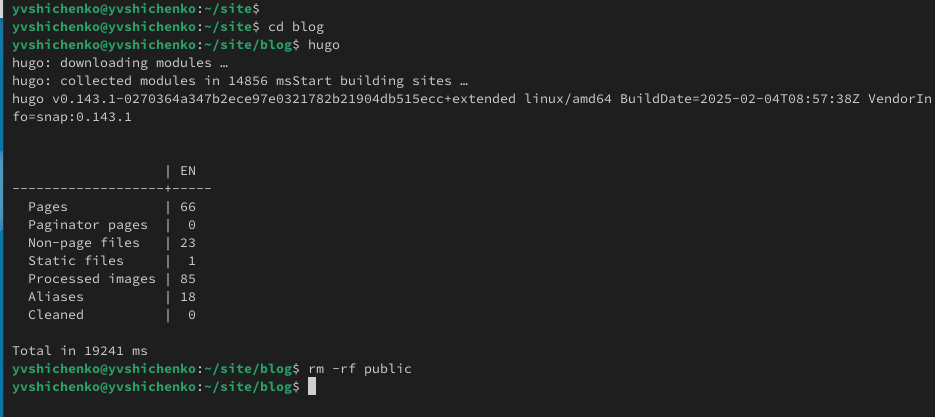 yvshichenko@yvshichenko:~/site$
yvshichenko@yvshichenko:~/site$ cd blog
yvshichenko@yvshichenko:~/site/blog$ hugo
hugo: downloading modules …
hugo: collected modules in 14856 msStart building sites …
hugo v0.143.1-0270364a347b2ece97e0321782b21904db515ecc+extended linux/amd64 BuildDate=2025-02-04T08:57:38Z VendorIn
fo=snap:0.143.1
                   | EN
-------------------+-----
  Pages            | 66
  Paginator pages  |  0
  Non-page files   | 23
  Static files     |  1
  Processed images | 85
  Aliases          | 18
  Cleaned          |  0
Total in 19241 ms
yvshichenko@yvshichenko:~/site/blog$ rm -rf public
yvshichenko@yvshichenko:~/site/blog$